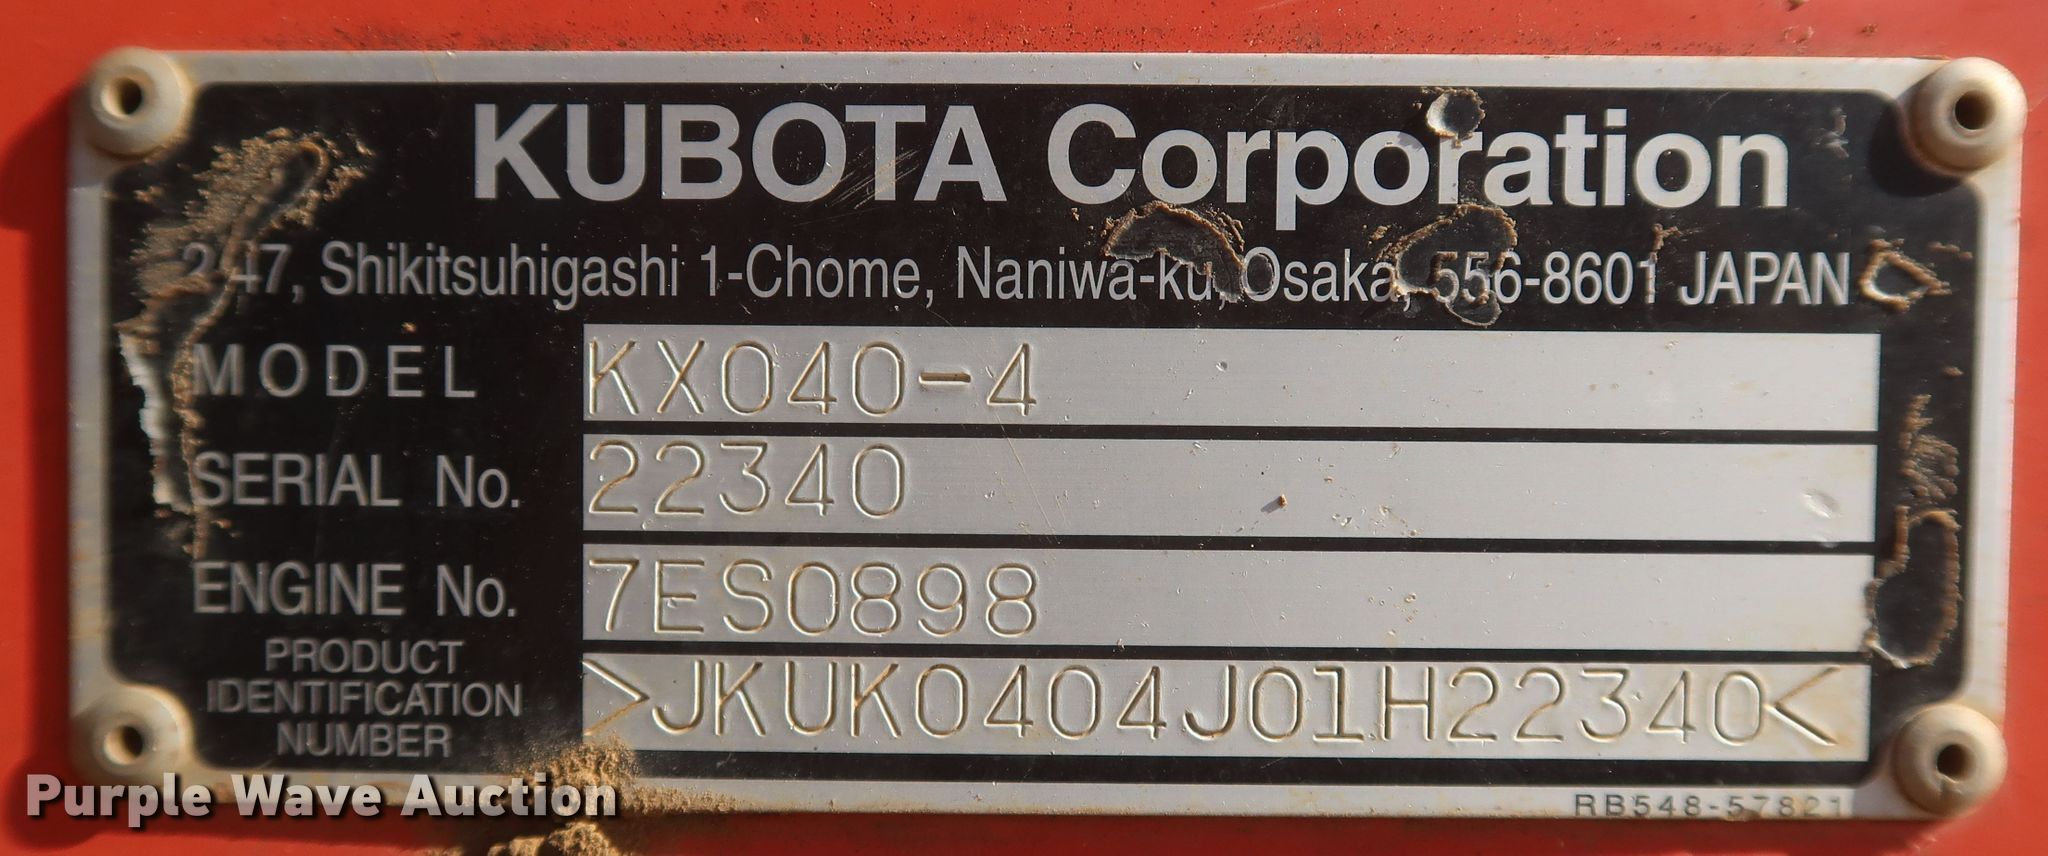 KUBOTA Corporation
2-47, Shikitsuhigashi 1-Chome, Naniwa-ku, Osaka, 556-8601 JAPAN
MODEL KX040-4
SERIAL No. 22340
ENGINE No. 7ES0898
PRODUCT
IDENTIFICATION
NUMBER
>JKUK0404J01H22340<
RB548-57821
Purple Wave Auction